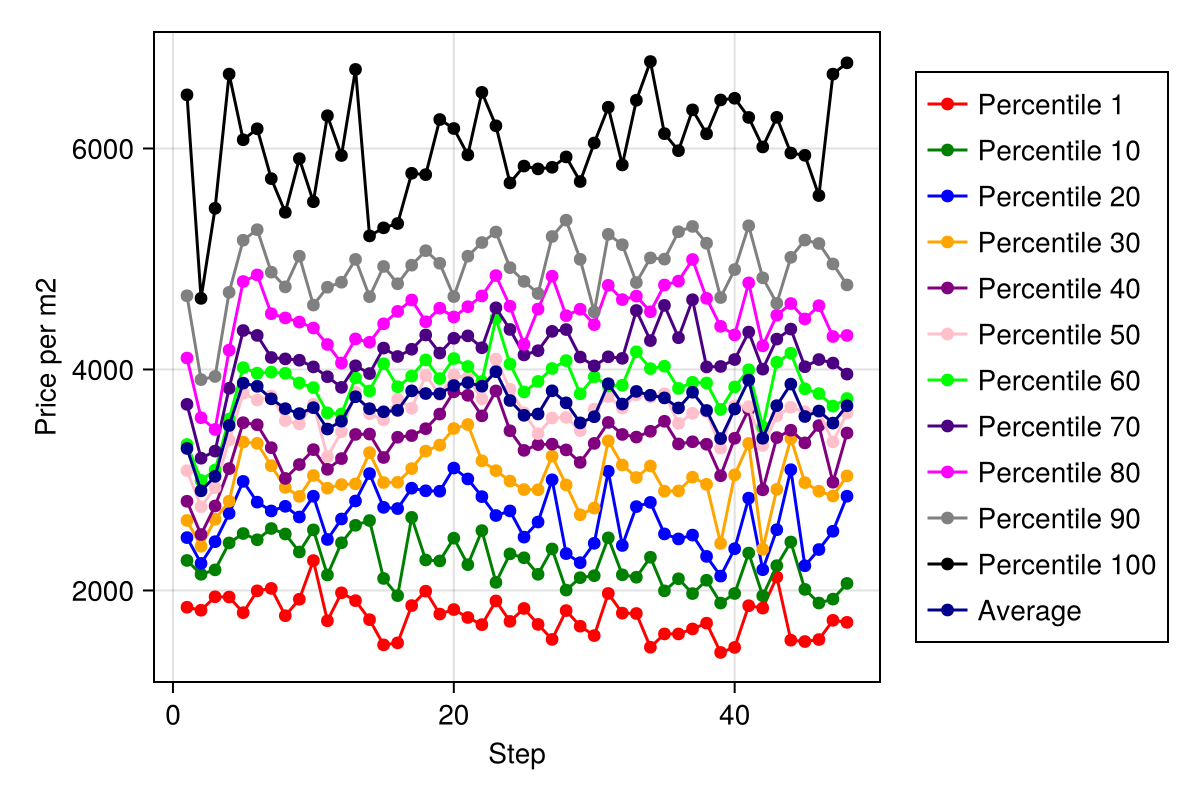 6000
4000
2000
Price per m2
0
20
40
Step
Percentile 1
Percentile 10
Percentile 20
Percentile 30
Percentile 40
Percentile 50
Percentile 60
Percentile 70
Percentile 80
Percentile 90
Percentile 100
Average